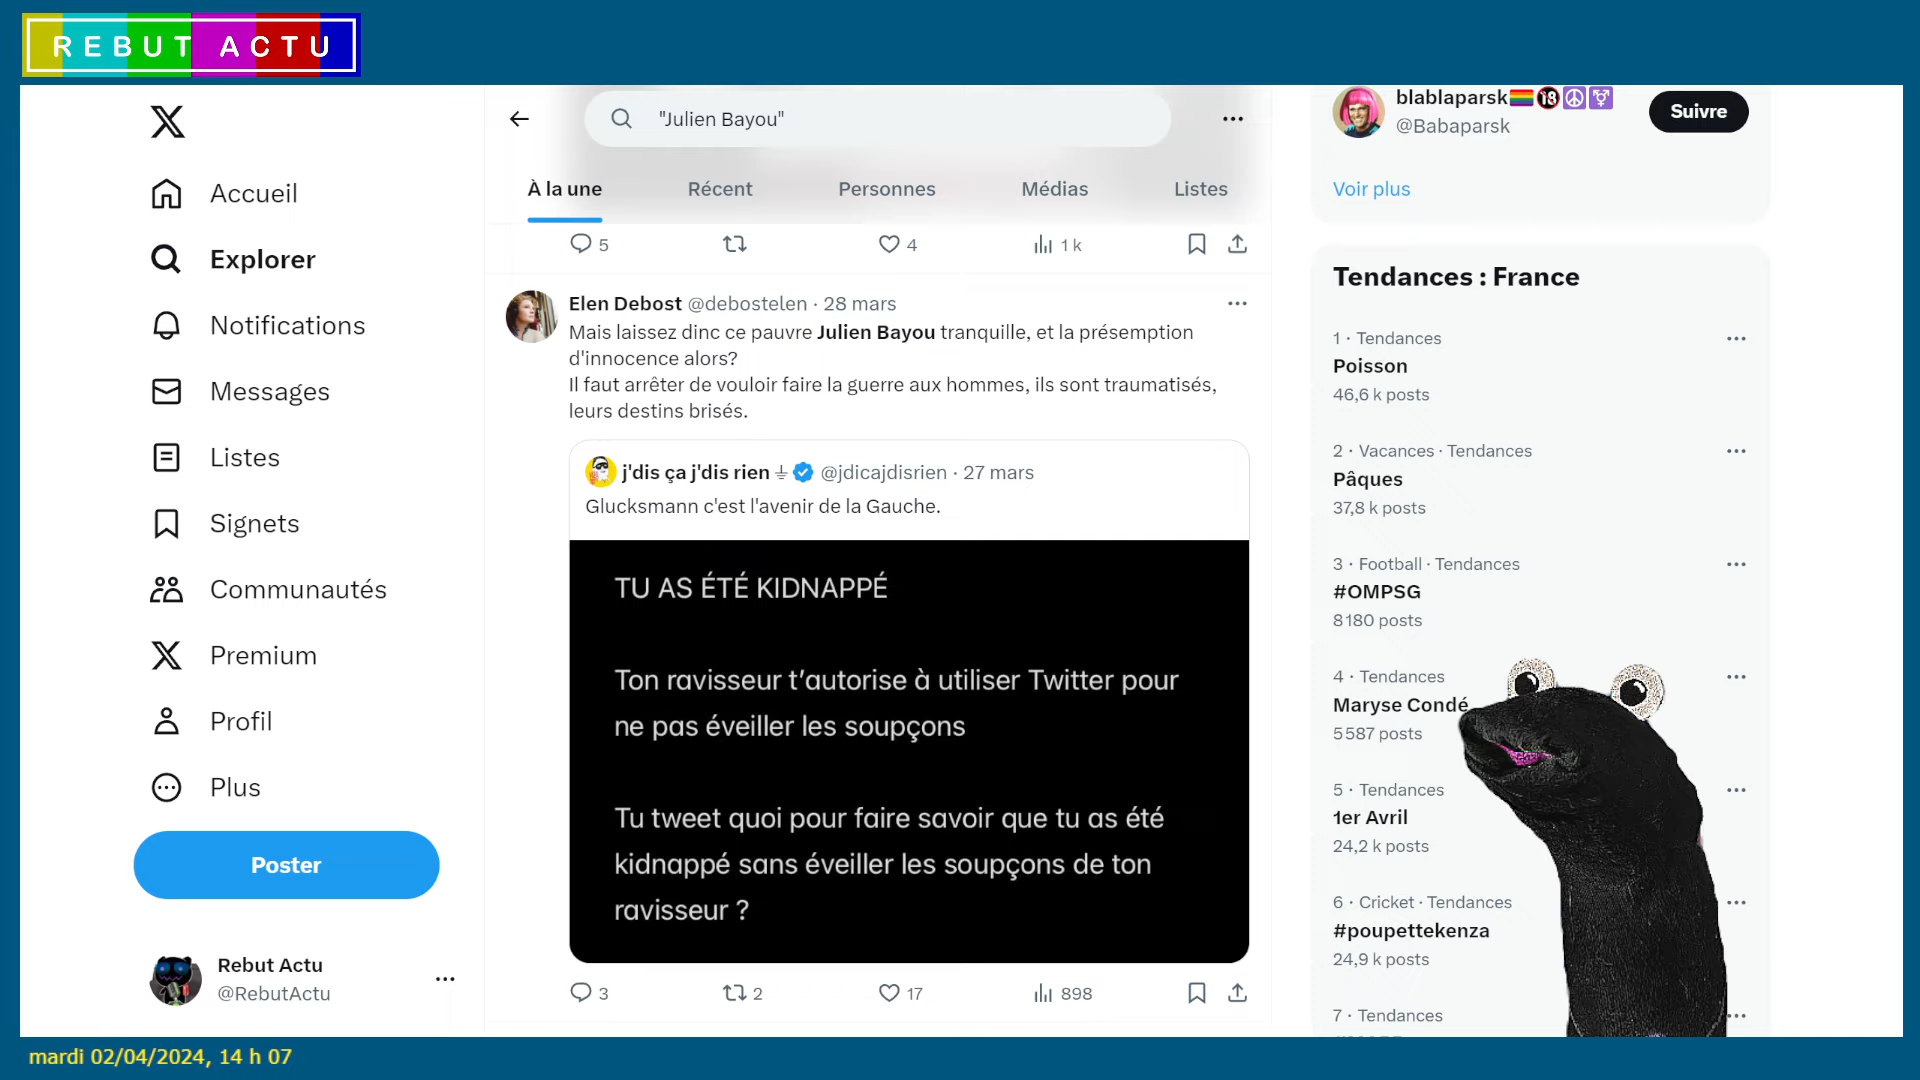 REBUT ACTU
Accueil
Explorer
Notifications
Messages
Listes
Signets
Communautés
Premium
Profil
Plus
Poster
Rebut Actu
@RebutActu
"Julien Bayou"
À la une
Récent
Personnes
Médias
Listes
5
4
1 k
Elen Debost @debostelen · 28 mars
Mais laissez dinc ce pauvre Julien Bayou tranquille, et la présemption
d'innocence alors?
Il faut arrêter de vouloir faire la guerre aux hommes, ils sont traumatisés,
leurs destins brisés.
j'dis ça j'dis rien @jdicajdisrien · 27 mars
Glucksmann c'est l'avenir de la Gauche.
TU AS ÉTÉ KIDNAPPÉ
Ton ravisseur t’autorise à utiliser Twitter pour
ne pas éveiller les soupçons
Tu tweet quoi pour faire savoir que tu as été
kidnappé sans éveiller les soupçons de ton
ravisseur ?
3
2
17
898
blablaparsk
@Babaparsk
Suivre
Voir plus
Tendances : France
1 · Tendances
Poisson
46,6 k posts
2 · Vacances · Tendances
Pâques
37,8 k posts
3 · Football · Tendances
#OMPSG
8 180 posts
4 · Tendances
Maryse Condé
5 587 posts
5 · Tendances
1er Avril
24,2 k posts
6 · Cricket · Tendances
#poupettekenza
24,9 k posts
7 · Tendances
mardi 02/04/2024, 14 h 07